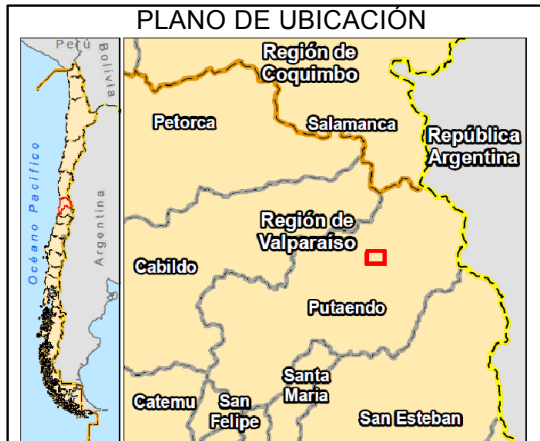 PLANO DE UBICACIÓN
Perú
Bolivia
Océano Pacífico
Argentina
Región de
Coquimbo
Petorca
Salamanca
República
Argentina
Región de
Valparaíso
Cabildo
Putaendo
Santa
María
Catemu
San
Felipe
San Esteban